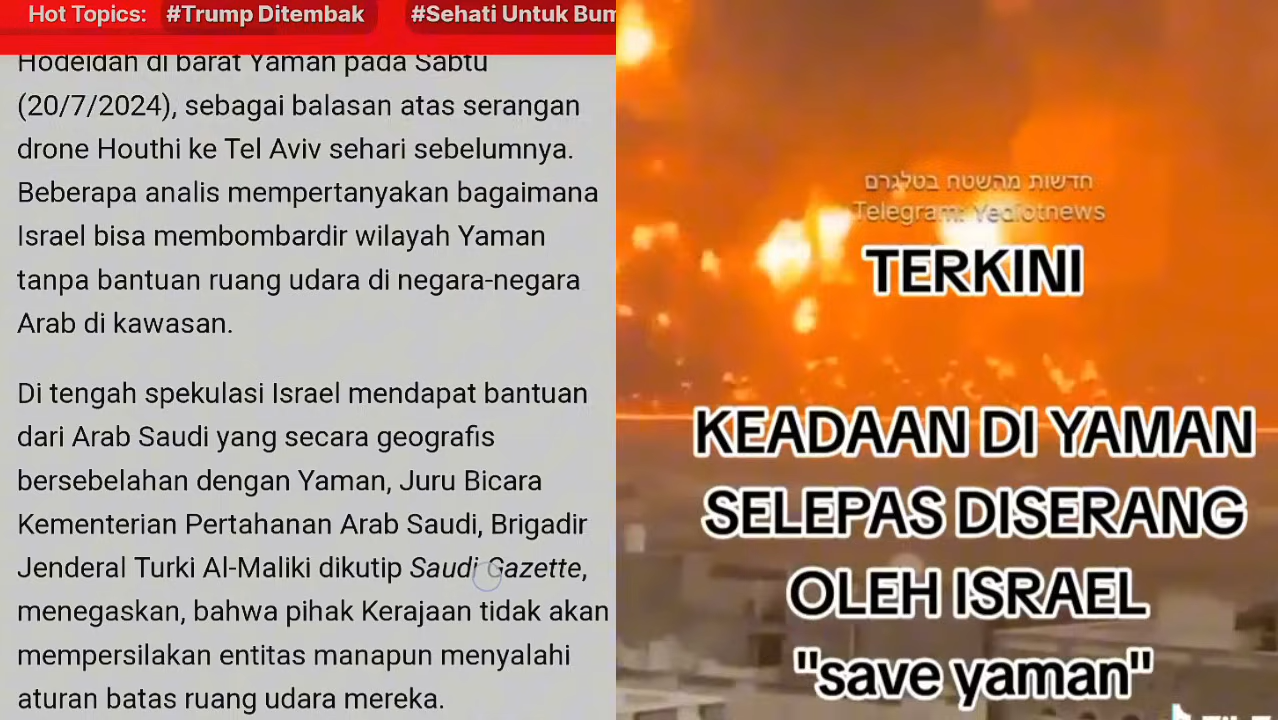 Hot Topics: #Trump Ditembak #Sehati Untuk Bum
Hodeidah di barat Yaman pada Sabtu
(20/7/2024), sebagai balasan atas serangan
drone Houthi ke Tel Aviv sehari sebelumnya.
Beberapa analis mempertanyakan bagaimana
Israel bisa membombardir wilayah Yaman
tanpa bantuan ruang udara di negara-negara
Arab di kawasan.
Di tengah spekulasi Israel mendapat bantuan
dari Arab Saudi yang secara geografis
bersebelahan dengan Yaman, Juru Bicara
Kementerian Pertahanan Arab Saudi, Brigadir
Jenderal Turki Al-Maliki dikutip Saudi Gazette,
menegaskan, bahwa pihak Kerajaan tidak akan
mempersilakan entitas manapun menyalahi
aturan batas ruang udara mereka.
חדשות מהשטח בטלגרם
Telegram: Yediotnews
TERKINI
KEADAAN DI YAMAN
SELEPAS DISERANG
OLEH ISRAEL
"save yaman"